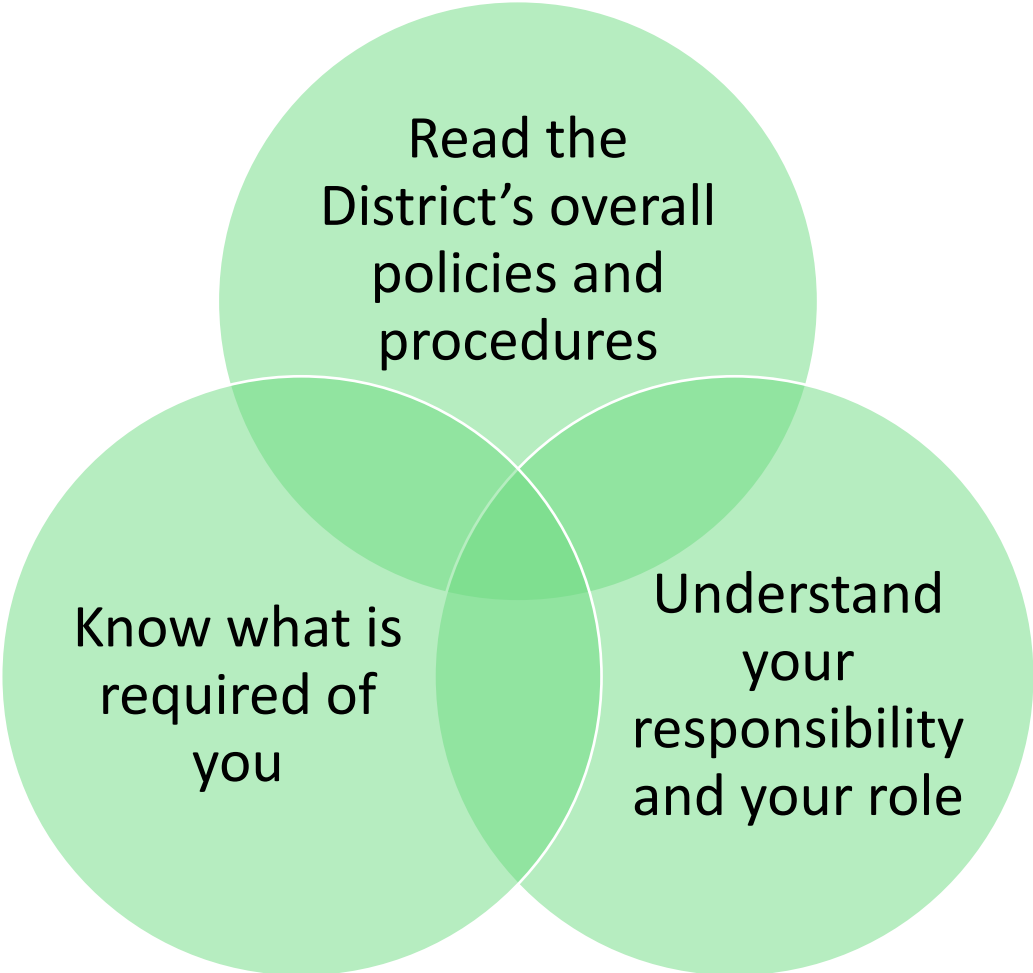 Read the
District’s overall
policies and
procedures
Know what is
required of
you
Understand
your
responsibility
and your role